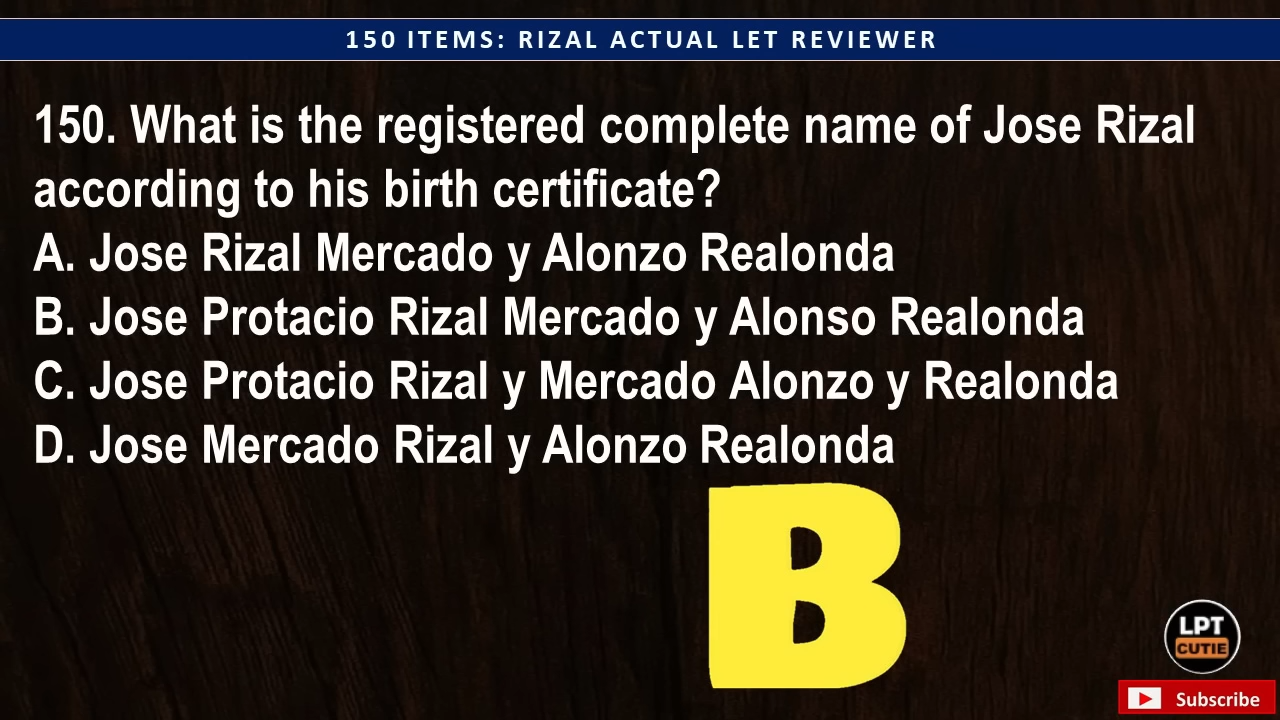 150 ITEMS: RIZAL ACTUAL LET REVIEWER
150. What is the registered complete name of Jose Rizal
according to his birth certificate?
A. Jose Rizal Mercado y Alonzo Realonda
B. Jose Protacio Rizal Mercado y Alonso Realonda
C. Jose Protacio Rizal y Mercado Alonzo y Realonda
D. Jose Mercado Rizal y Alonzo Realonda
B
LPT
CUTIE
Subscribe